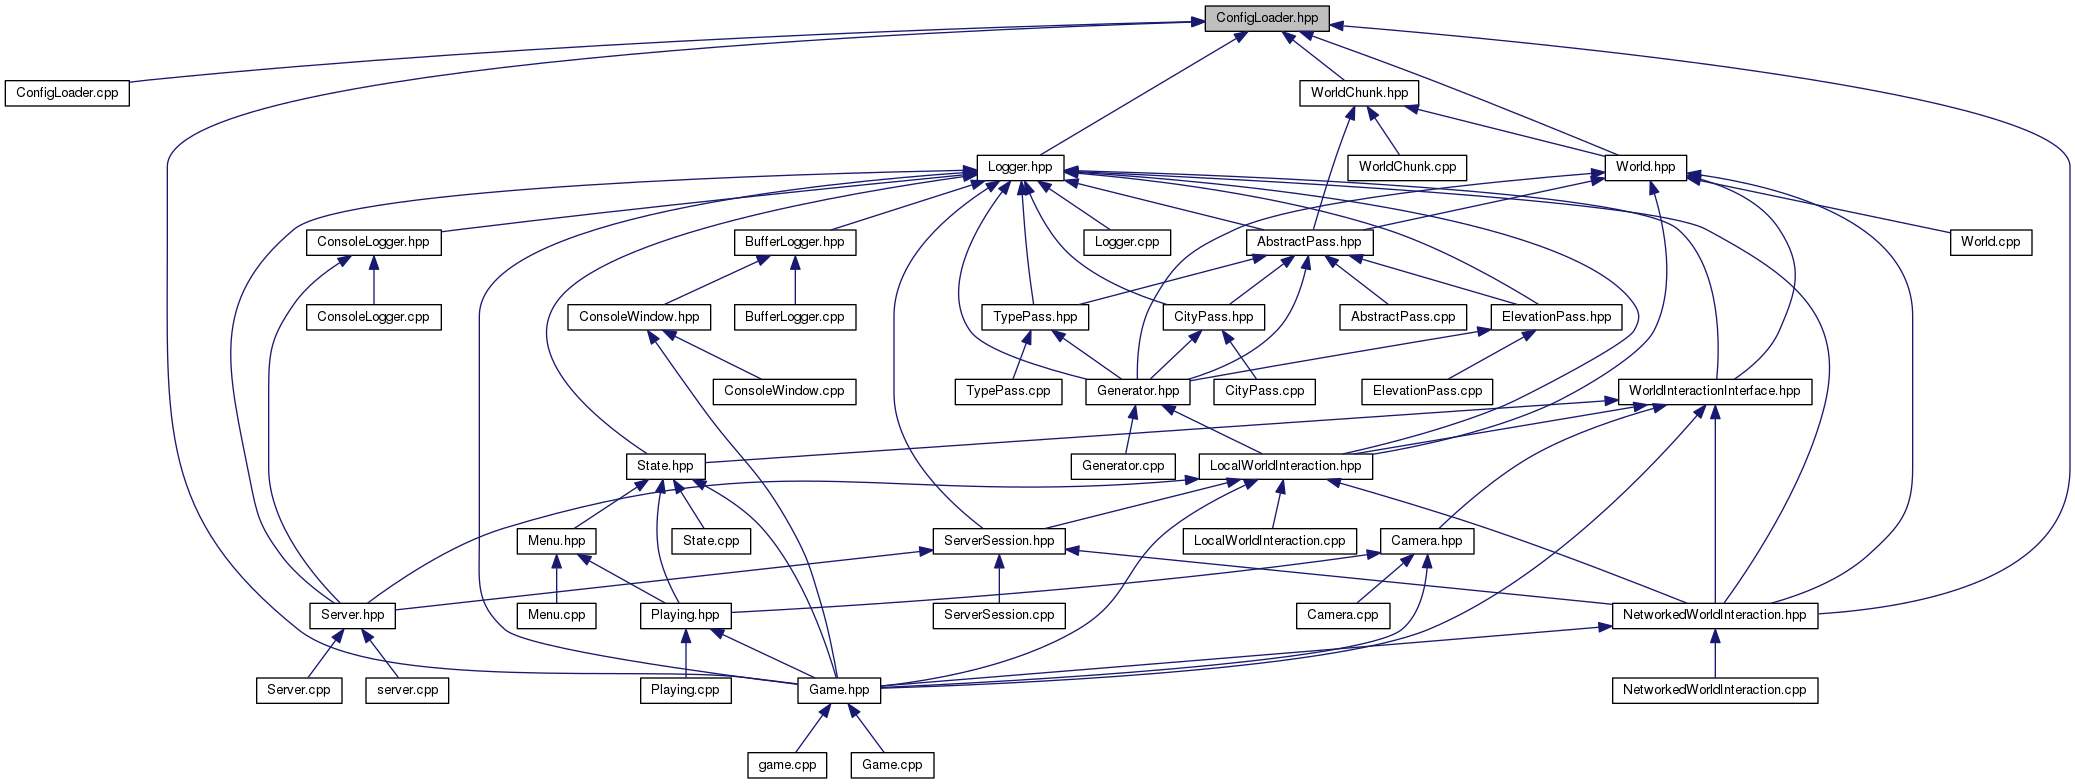 ConfigLoader.hpp
ConfigLoader.cpp
WorldChunk.hpp
Logger.hpp
WorldChunk.cpp
World.hpp
ConsoleLogger.hpp
BufferLogger.hpp
Logger.cpp
AbstractPass.hpp
World.cpp
ConsoleLogger.cpp
ConsoleWindow.hpp
BufferLogger.cpp
TypePass.hpp
CityPass.hpp
AbstractPass.cpp
ElevationPass.hpp
ConsoleWindow.cpp
TypePass.cpp
Generator.hpp
CityPass.cpp
ElevationPass.cpp
WorldInteractionInterface.hpp
State.hpp
Generator.cpp
LocalWorldInteraction.hpp
Menu.hpp
State.cpp
ServerSession.hpp
LocalWorldInteraction.cpp
Camera.hpp
Server.hpp
Menu.cpp
Playing.hpp
ServerSession.cpp
Camera.cpp
NetworkedWorldInteraction.hpp
Server.cpp
server.cpp
Playing.cpp
Game.hpp
NetworkedWorldInteraction.cpp
game.cpp
Game.cpp